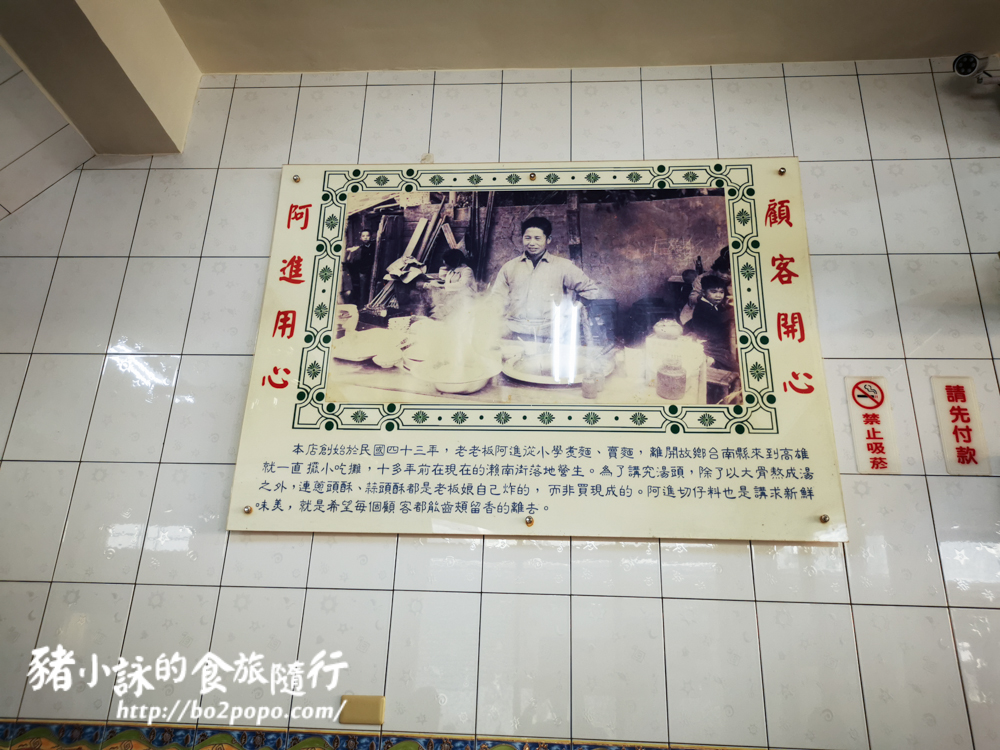 顧客開心
阿進用心
本店創始於民國四十三年，老老板阿進從小學煮麵、賣麵，離開故鄉台南縣來到高雄
就一直擺小吃攤，十多年前在現在的瀨南街落地營生。為了講究湯頭，除了以大骨熬成湯
之外，連蔥頭酥、蒜頭酥都是老板娘自己炸的，而非買現成的。阿進切仔料也是講求新鮮
味美，就是希望每個顧客都能齒頰留香的離去。
禁止吸菸
請先付款
豬小詠的食旅隨行
http://bo2popo.com/